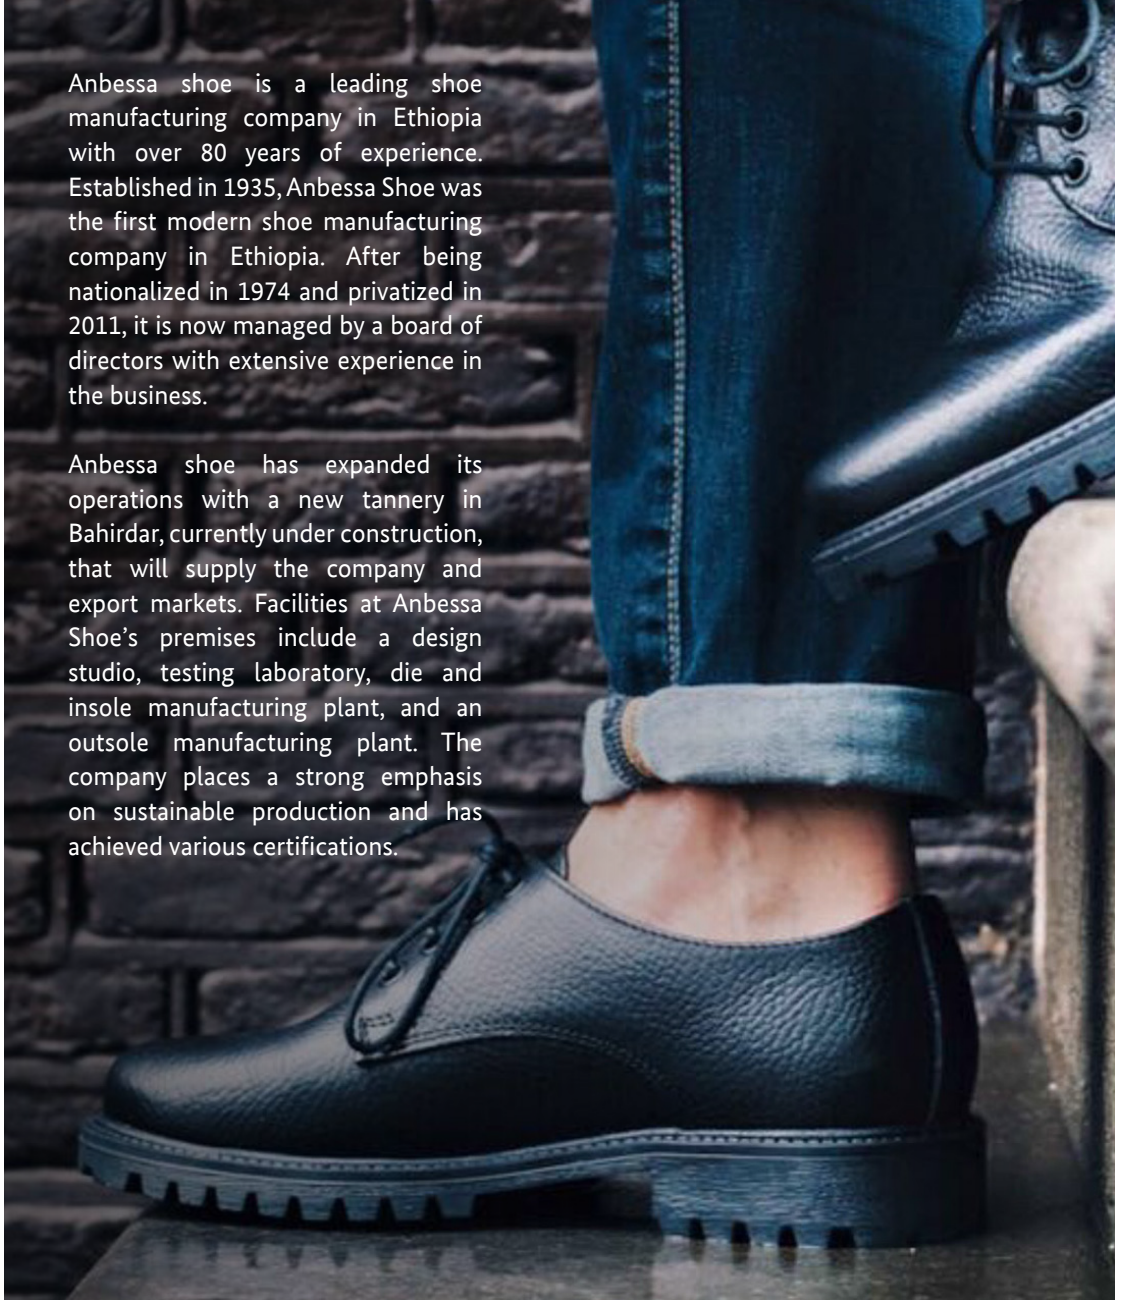 Anbessa shoe is a leading shoe
manufacturing company in Ethiopia
with over 80 years of experience.
Established in 1935, Anbessa Shoe was
the first modern shoe manufacturing
company in Ethiopia. After being
nationalized in 1974 and privatized in
2011, it is now managed by a board of
directors with extensive experience in
the business.
Anbessa shoe has expanded its
operations with a new tannery in
Bahirdar, currently under construction,
that will supply the company and
export markets. Facilities at Anbessa
Shoe’s premises include a design
studio, testing laboratory, die and
insole manufacturing plant, and an
outsole manufacturing plant. The
company places a strong emphasis
on sustainable production and has
achieved various certifications.